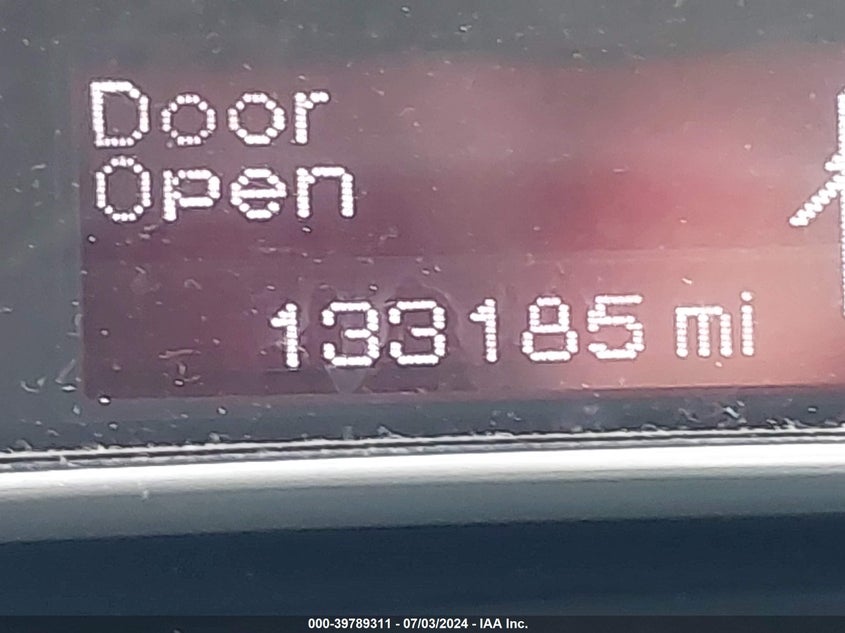 Door
Open
133185 mi
000-39789311 - 07/03/2024 - IAA Inc.